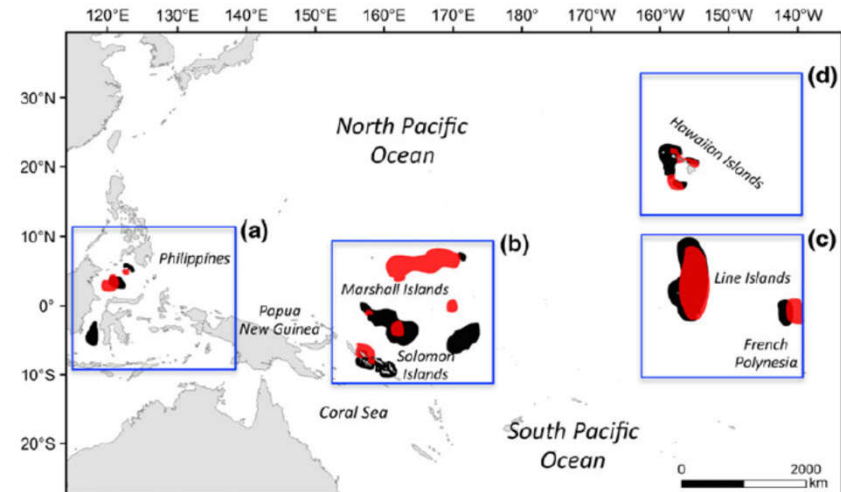 120°E 130°E 140°E 150°E 160°E 170°E 180° 170°W 160°W 150°W 140°W
(d)
30°N
North Pacific
Ocean
Hawaiian Islands
20°N
10°N
(a)
(b)
(c)
Philippines
Line Islands
Marshall Islands
0°
Papua
New Guinea
Solomon
Islands
French
Polynesia
10°S
Coral Sea
South Pacific
Ocean
20°S
0 2000
km